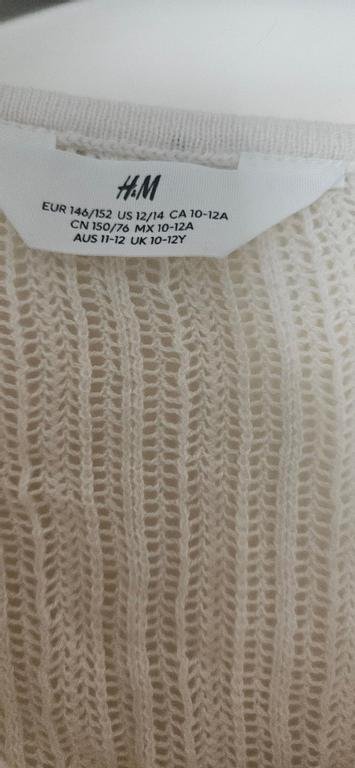 H&M
EUR 146/152 US 12/14 CA 10-12A
CN 150/76 MX 10-12A
AUS 11-12 UK 10-12Y